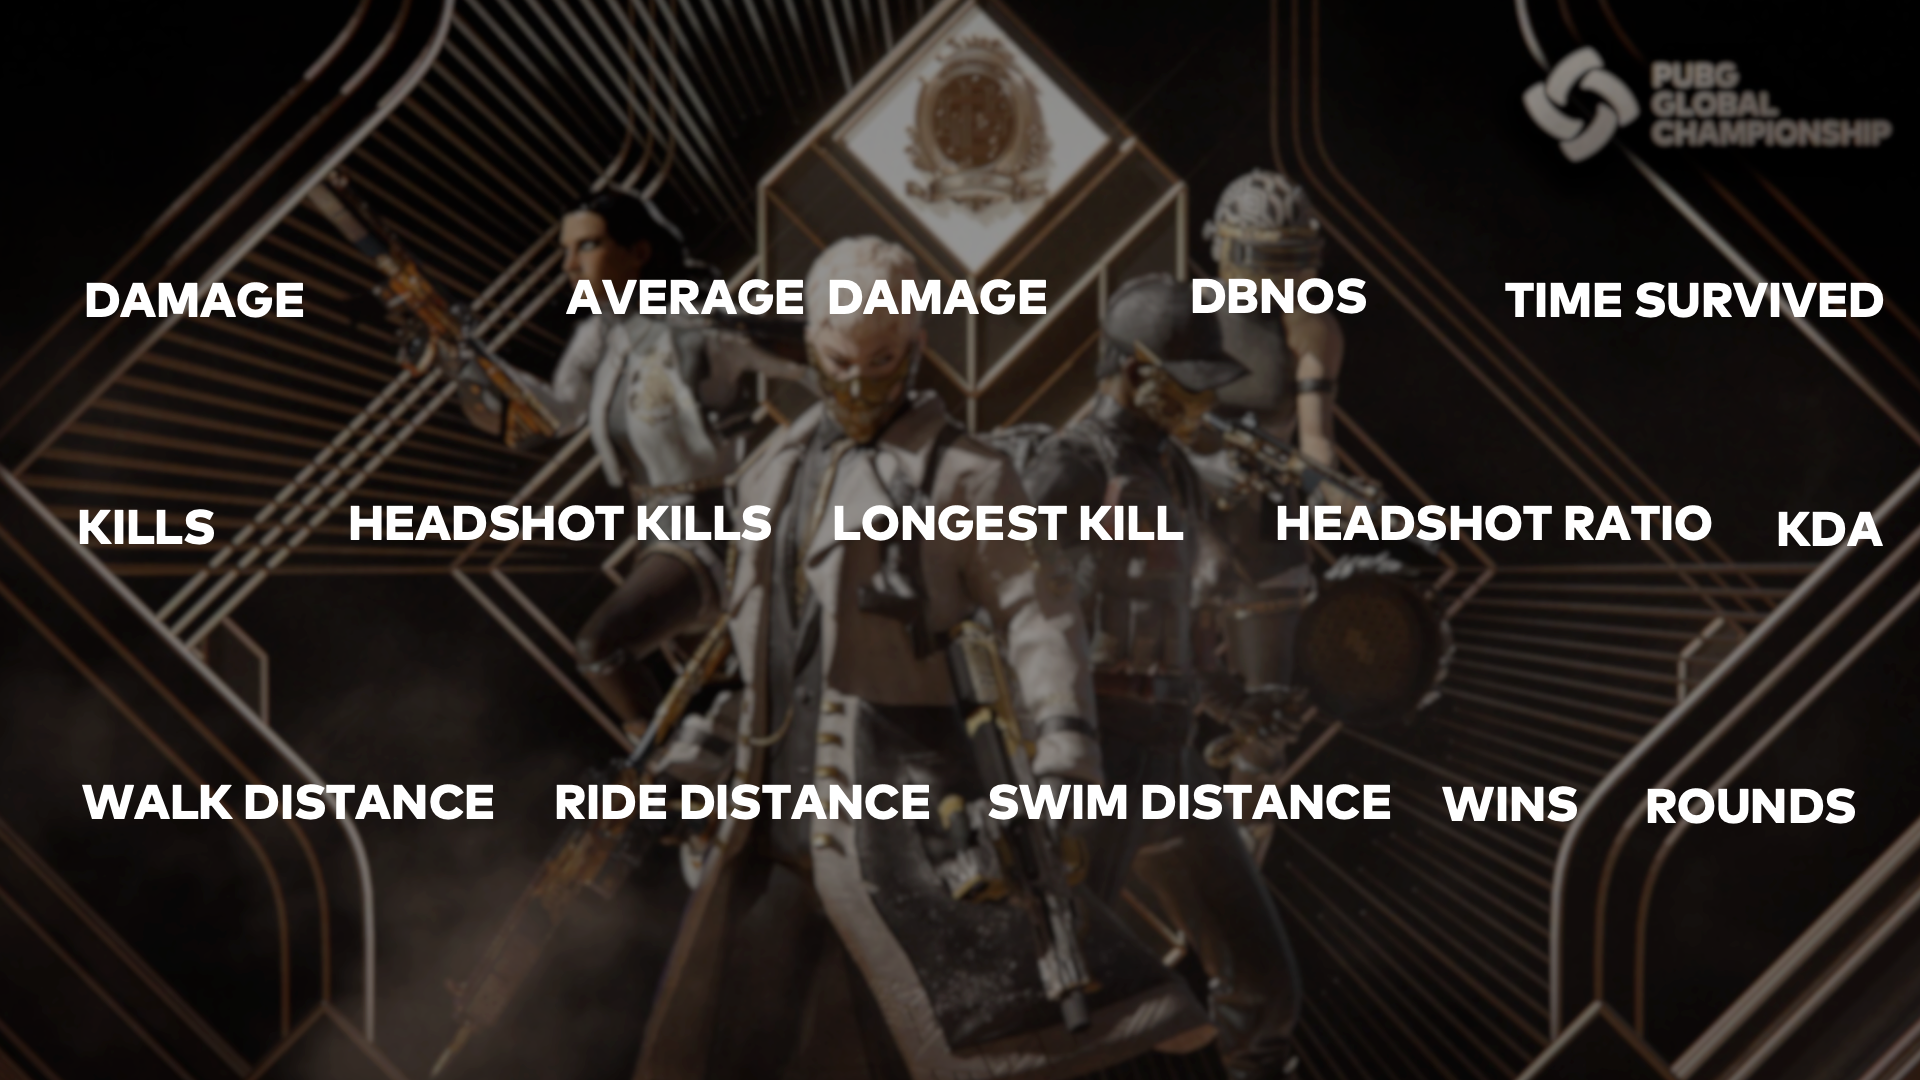 PUBG
GLOBAL
CHAMPIONSHIP
DAMAGE AVERAGE DAMAGE DBNOS TIME SURVIVED
KILLS HEADSHOT KILLS LONGEST KILL HEADSHOT RATIO KDA
WALK DISTANCE RIDE DISTANCE SWIM DISTANCE WINS ROUNDS